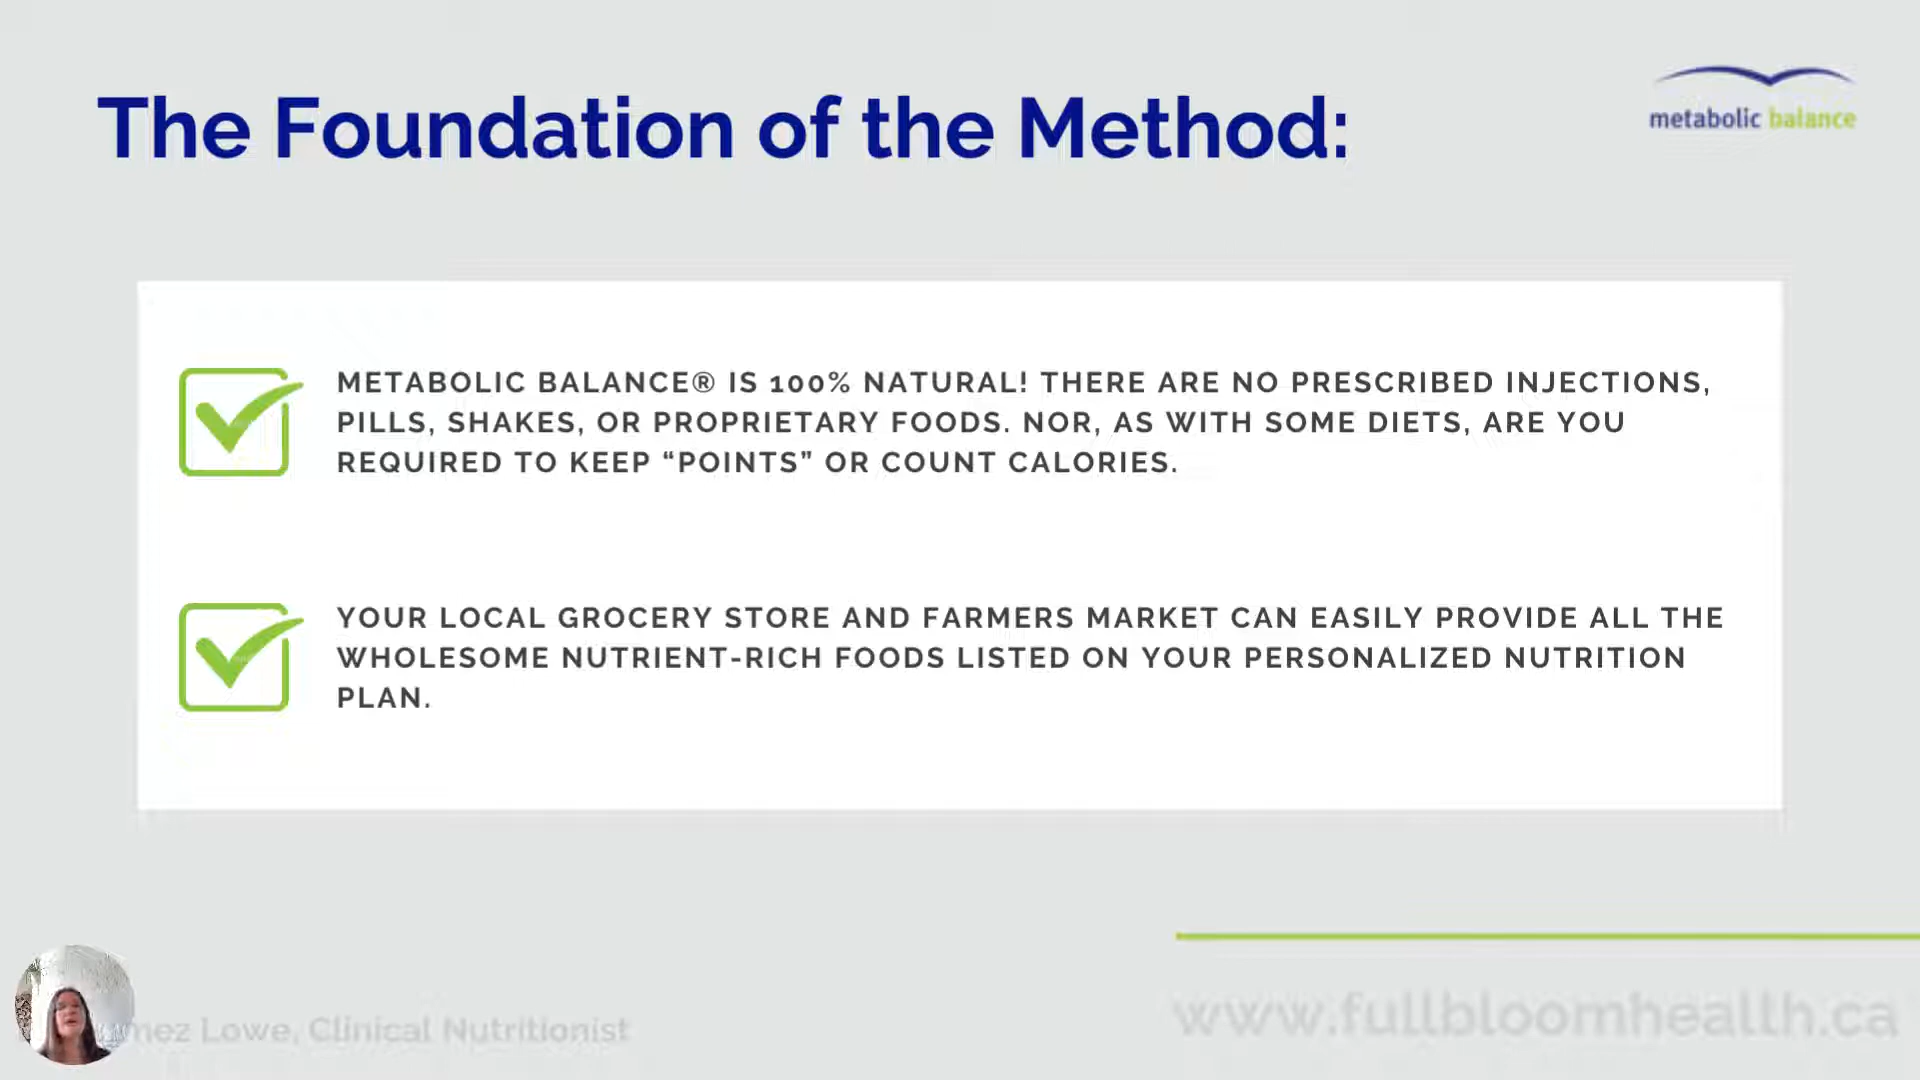 The Foundation of the Method:
metabolic balance
METABOLIC BALANCE® IS 100% NATURAL! THERE ARE NO PRESCRIBED INJECTIONS,
PILLS, SHAKES, OR PROPRIETARY FOODS. NOR, AS WITH SOME DIETS, ARE YOU
REQUIRED TO KEEP “POINTS” OR COUNT CALORIES.
YOUR LOCAL GROCERY STORE AND FARMERS MARKET CAN EASILY PROVIDE ALL THE
WHOLESOME NUTRIENT-RICH FOODS LISTED ON YOUR PERSONALIZED NUTRITION
PLAN.
Lowe, Clinical Nutritionist
www.fullbloomhealth.ca